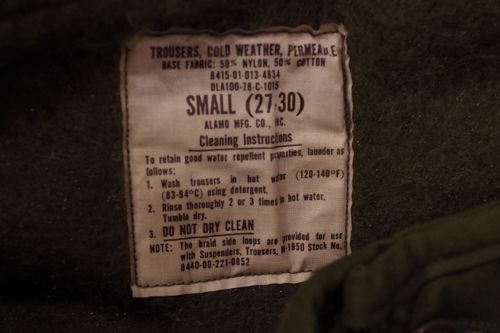 TROUSERS, COLD WEATHER, PERMEABLE
BASE FABRIC: 50% NYLON, 50% COTTON
8415-01-013-4834
DLA100-78-C-1015
SMALL (27-30)
ALAMO MFG. CO., INC.
Cleaning Instructions
To retain good water repellent properties, launder as
follows:
1. Wash trousers in hot water (120-140°F)
(83-94°C) using detergent.
2. Rinse thoroughly 2 or 3 times in hot water.
Tumble dry.
3. DO NOT DRY CLEAN
NOTE: The braid side loops are provided for use
with Suspenders, Trousers, M-1950 Stock No.
8440-00-221-0852